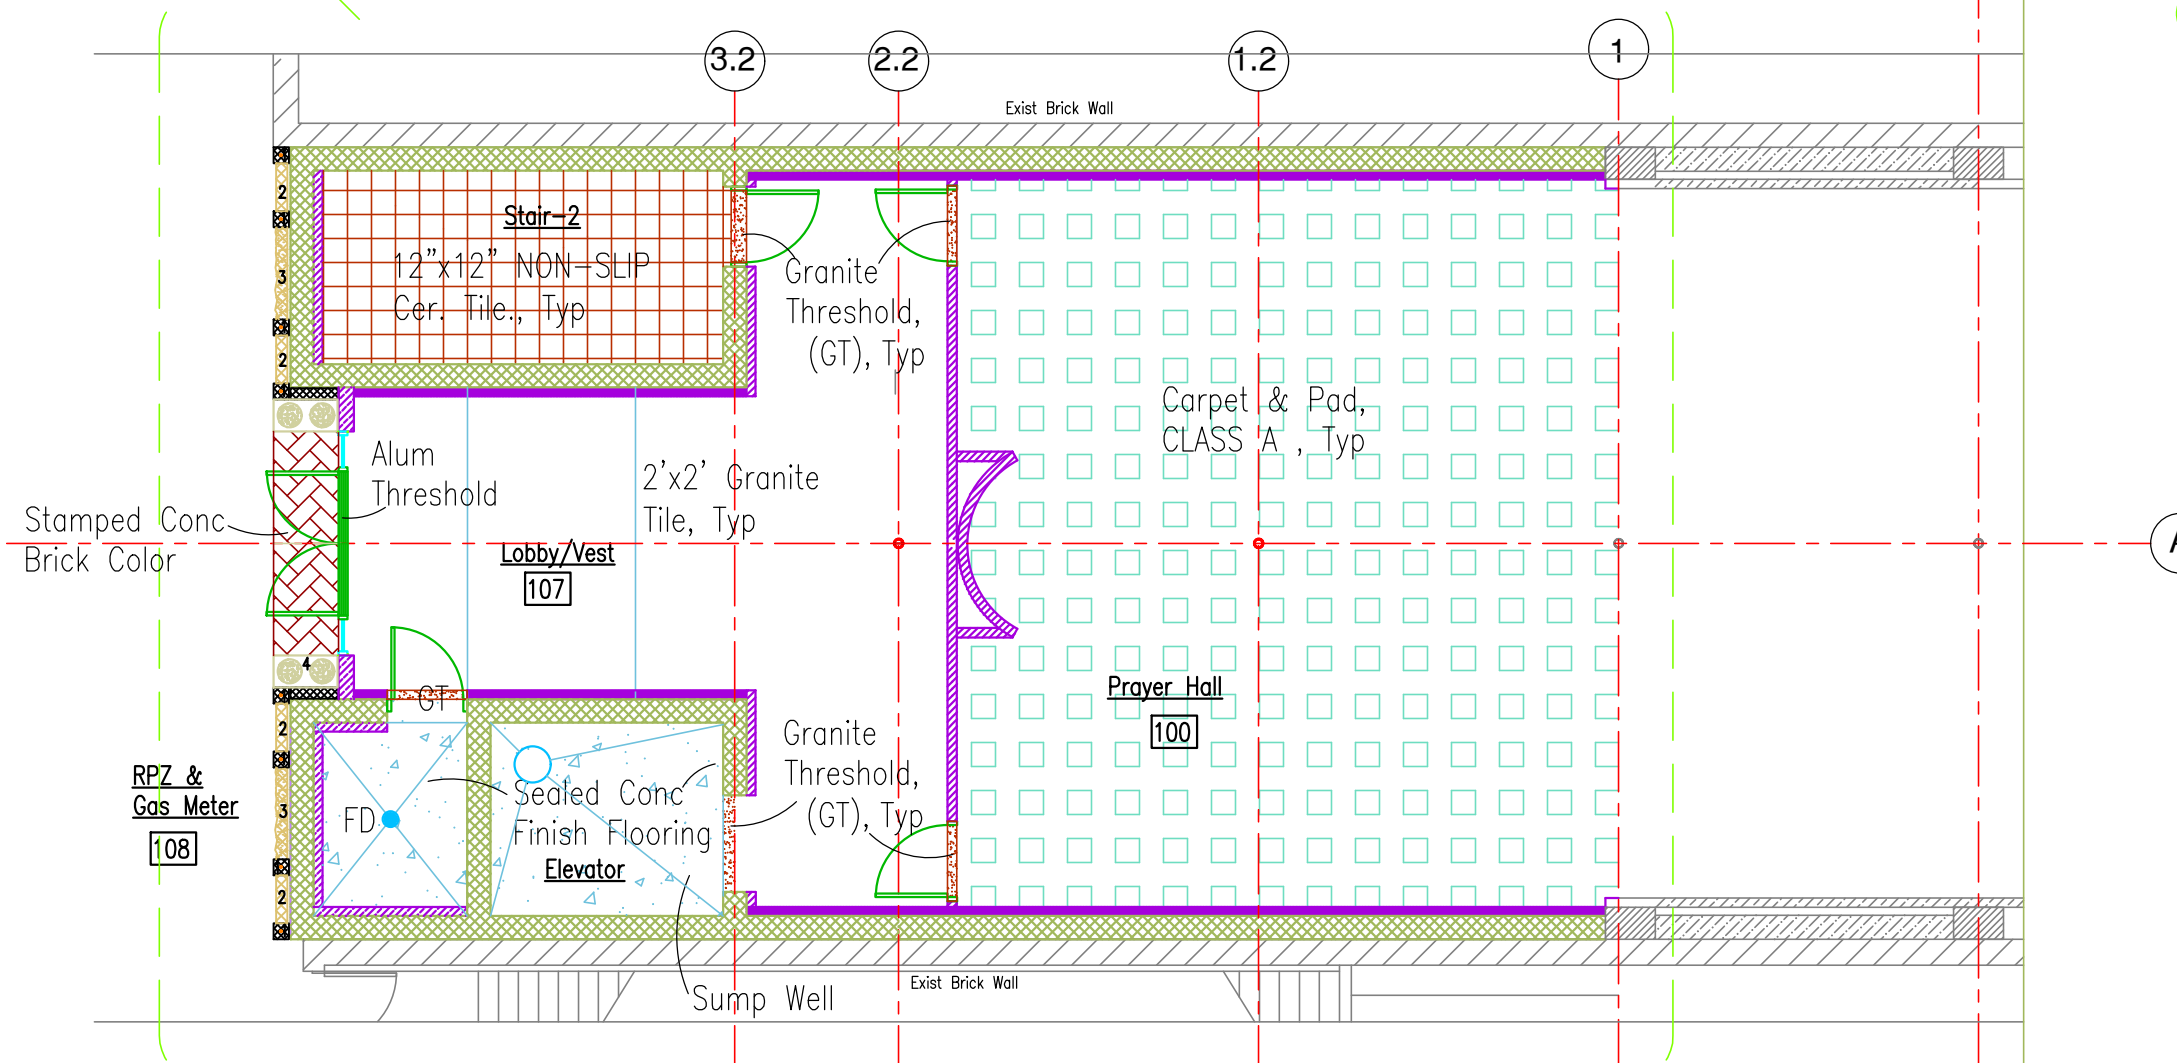 3.2
2.2
1.2
1
Exist Brick Wall
2
3
2
Stair-2
12"x12" NON-SLIP
Cer. Tile., Typ
Granite
Threshold,
(GT), Typ
Carpet & Pad,
CLASS A , Typ
Alum
Threshold
2'x2' Granite
Tile, Typ
Stamped Conc
Brick Color
Lobby/Vest
107
A
4
GT
Prayer Hall
100
2
3
2
RPZ &
Gas Meter
108
FD
Sealed Conc
Finish Flooring
Elevator
Granite
Threshold,
(GT), Typ
Sump Well
Exist Brick Wall